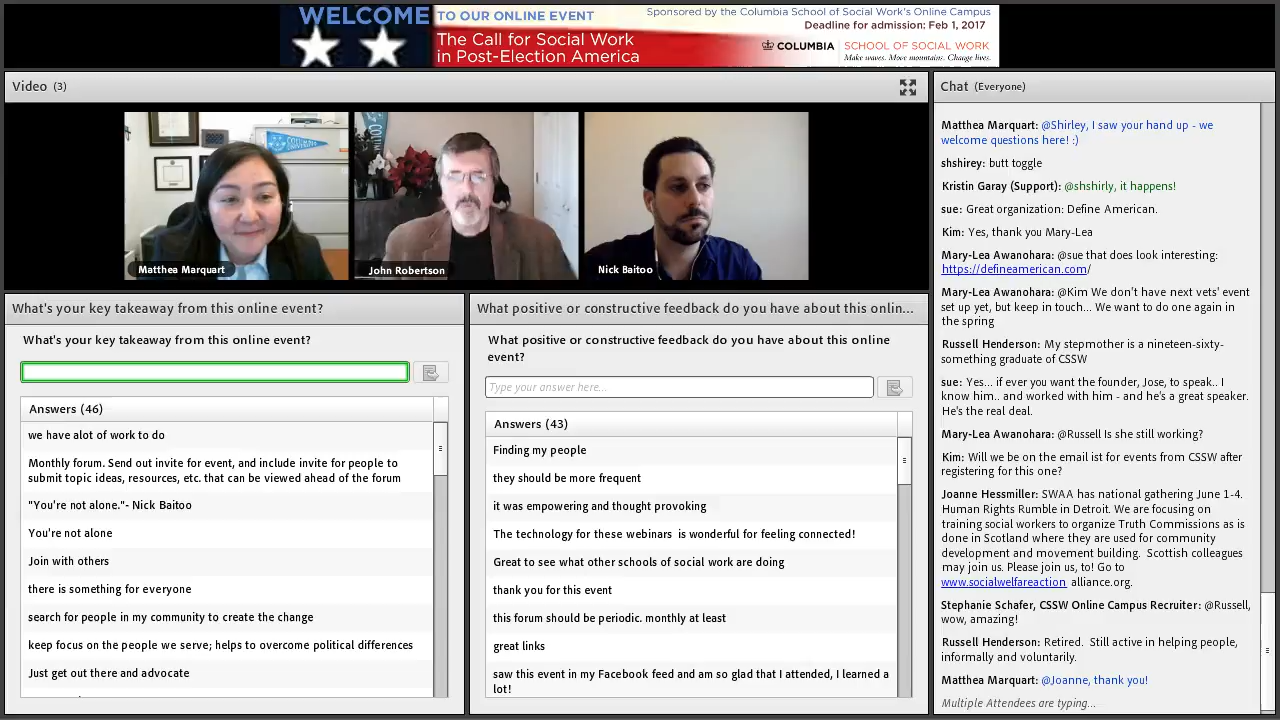 WELCOME TO OUR ONLINE EVENT
The Call for Social Work
in Post-Election America
Sponsored by the Columbia School of Social Work's Online Campus
Deadline for admission: Feb 1, 2017
COLUMBIA SCHOOL OF SOCIAL WORK
Make waves. Move mountains. Change lives.
Video (3)
Matthea Marquart
John Robertson
Nick Baitoo
What's your key takeaway from this online event?
What's your key takeaway from this online event?
Answers (46)
we have alot of work to do
Monthly forum. Send out invite for event, and include invite for people to
submit topic ideas, resources, etc. that can be viewed ahead of the forum
"You're not alone."- Nick Baitoo
You're not alone
Join with others
there is something for everyone
search for people in my community to create the change
keep focus on the people we serve; helps to overcome political differences
Just get out there and advocate
What positive or constructive feedback do you have about this onlin...
What positive or constructive feedback do you have about this online
event?
Type your answer here...
Answers (43)
Finding my people
they should be more frequent
it was empowering and thought provoking
The technology for these webinars is wonderful for feeling connected!
Great to see what other schools of social work are doing
thank you for this event
this forum should be periodic. monthly at least
great links
saw this event in my Facebook feed and am so glad that I attended, I learned a
lot!
Chat (Everyone)
Matthea Marquart: @Shirley, I saw your hand up - we
welcome questions here! :)
shshirey: butt toggle
Kristin Garay (Support): @shshirly, it happens!
sue: Great organization: Define American.
Kim: Yes, thank you Mary-Lea
Mary-Lea Awanohara: @sue that does look interesting:
https://defineamerican.com/
Mary-Lea Awanohara: @Kim We don't have next vets' event
set up yet, but keep in touch... We want to do one again in
the spring
Russell Henderson: My stepmother is a nineteen-sixty-
something graduate of CSSW
sue: Yes... if ever you want the founder, Jose, to speak.. I
know him.. and worked with him - and he's a great speaker.
He's the real deal.
Mary-Lea Awanohara: @Russell Is she still working?
Kim: Will we be on the email ist for events from CSSW after
registering for this one?
Joanne Hessmiller: SWAA has national gathering June 1-4.
Human Rights Rumble in Detroit. We are focusing on
training social workers to organize Truth Commissions as is
done in Scotland where they are used for community
development and movement building. Scottish colleagues
may join us. Please join us, to! Go to
www.socialwelfareaction alliance.org.
Stephanie Schafer, CSSW Online Campus Recruiter: @Russell,
wow, amazing!
Russell Henderson: Retired. Still active in helping people,
informally and voluntarily.
Matthea Marquart: @Joanne, thank you!
Multiple Attendees are typing...